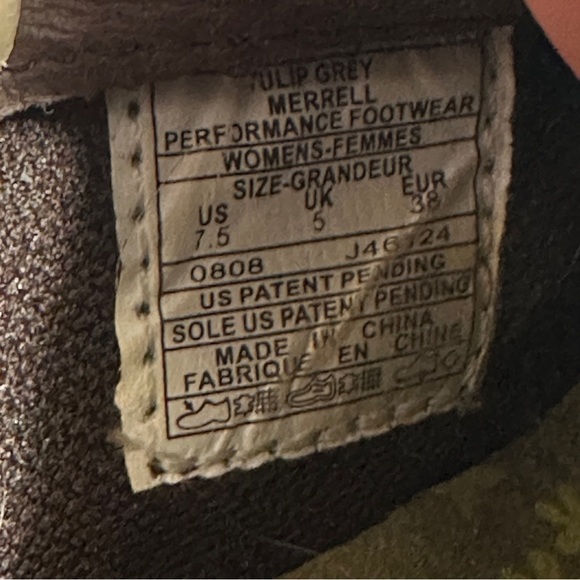 TULIP GREY
MERRELL
PERFORMANCE FOOTWEAR
WOMENS-FEMMES
SIZE-GRANDEUR
US UK EUR
7.5 5 38
0808
US PATENT PENDING
SOLE US PATENT PENDING
MADE IN CHINA
FABRIQUE EN CHINE